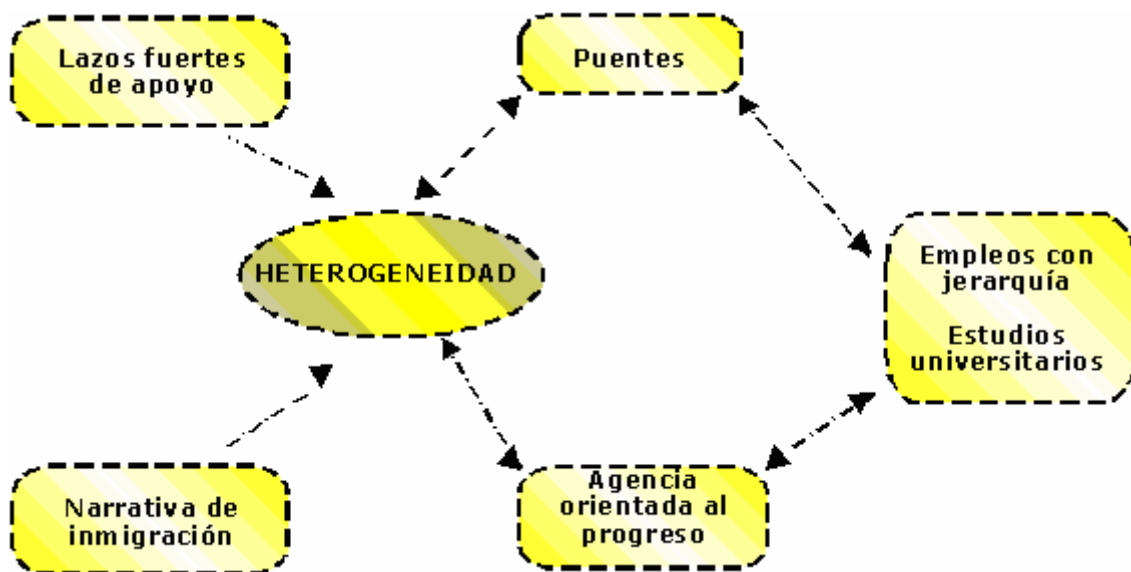 Lazos fuertes
de apoyo
Puentes
HETEROGENEIDAD
Empleos con
jerarquía
Estudios
universitarios
Narrativa de
inmigración
Agencia
orientada al
progreso